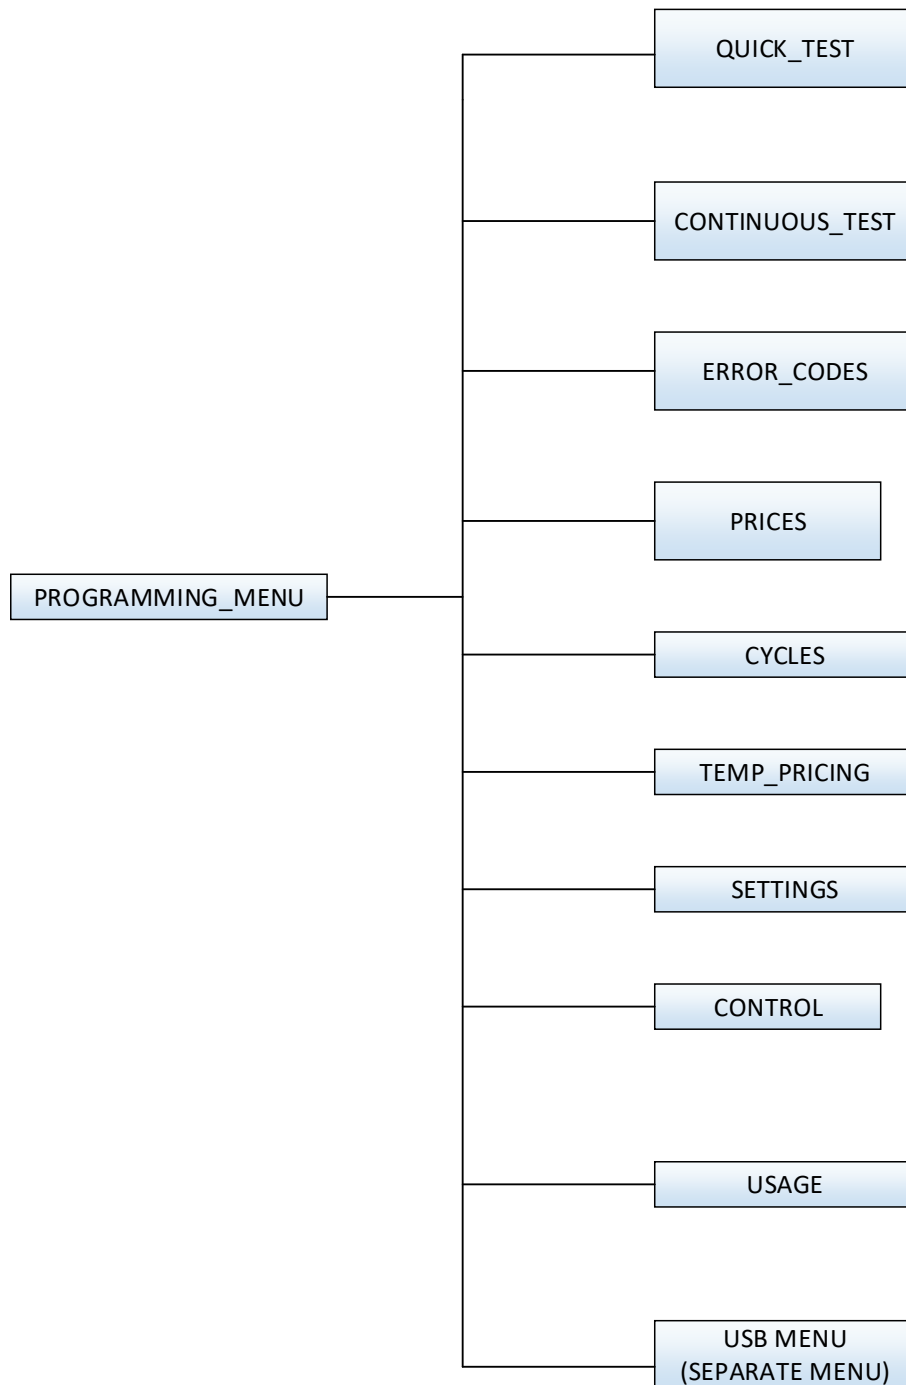 QUICK_TEST
CONTINUOUS_TEST
ERROR_CODES
PRICES
PROGRAMMING_MENU
CYCLES
TEMP_PRICING
SETTINGS
CONTROL
USAGE
USB MENU
(SEPARATE MENU)